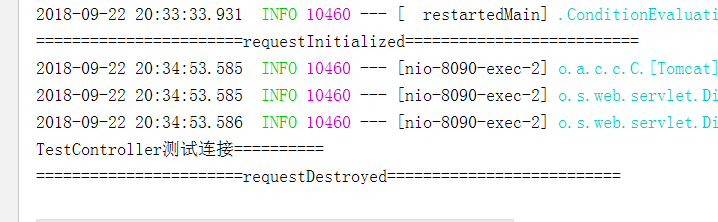 2018-09-22 20:33:33.931  INFO 10460 --- [  restartedMain] .ConditionEvaluati
=======================requestInitialized==========================
2018-09-22 20:34:53.585  INFO 10460 --- [nio-8090-exec-2] o.a.c.c.C.[Tomcat]
2018-09-22 20:34:53.585  INFO 10460 --- [nio-8090-exec-2] o.s.web.servlet.Di
2018-09-22 20:34:53.586  INFO 10460 --- [nio-8090-exec-2] o.s.web.servlet.Di
TestController测试连接==========
=======================requestDestroyed==========================